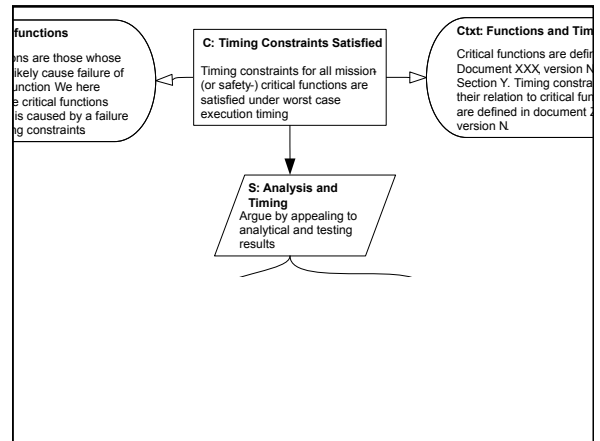 functions
ons are those whose
ikely cause failure of
unction We here
e critical functions
is caused by a failure
ng constraints
C: Timing Constraints Satisfied
Timing constraints for all mission-
(or safety-) critical functions are
satisfied under worst case
execution timing
Ctxt: Functions and Tim
Critical functions are defin
Document XXX, version N
Section Y. Timing constra
their relation to critical fun
are defined in document Z
version N.
S: Analysis and
Timing
Argue by appealing to
analytical and testing
results